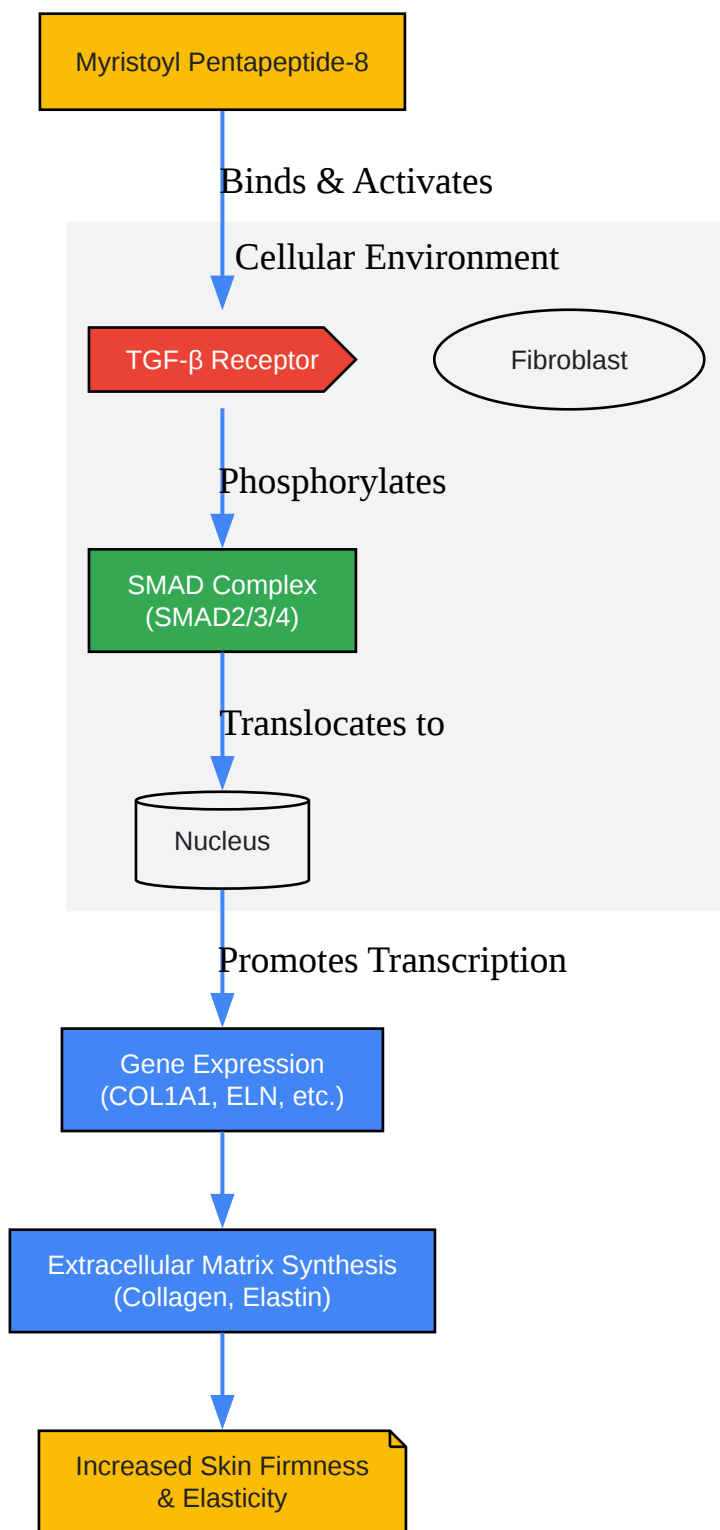 Myristoyl Pentapeptide-8
Binds & Activates
Cellular Environment
TGF-β Receptor
Fibroblast
Phosphorylates
SMAD Complex
(SMAD2/3/4)
Translocates to
Nucleus
Promotes Transcription
Gene Expression
(COL1A1, ELN, etc.)
Extracellular Matrix Synthesis
(Collagen, Elastin)
Increased Skin Firmness
& Elasticity